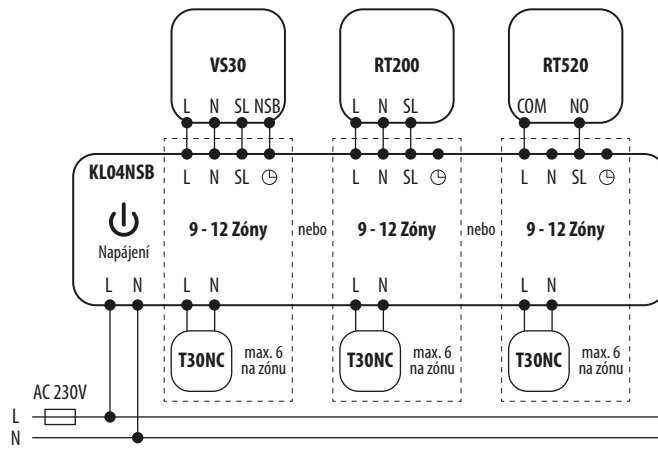 VS30 RT200 RT520
L N SL NSB L N SL COM NO
KL04NSB
L N SL L N SL L N SL
9 - 12 Zóny nebo 9 - 12 Zóny nebo 9 - 12 Zóny
Napájení
L N L N L N L N
T30NC max. 6 T30NC max. 6 T30NC max. 6
na zónu na zónu na zónu
AC 230V
L
N